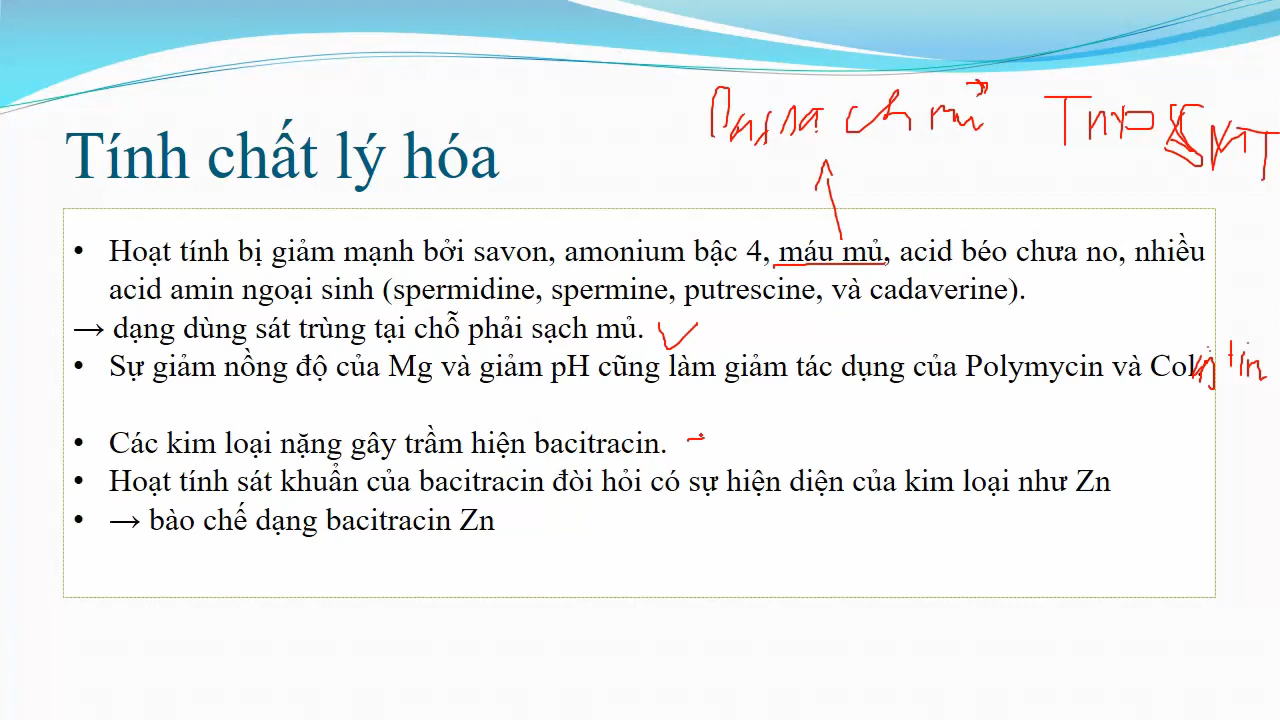 Tính chất lý hóa
• Hoạt tính bị giảm mạnh bởi savon, amonium bậc 4, máu mủ, acid béo chưa no, nhiều
acid amin ngoại sinh (spermidine, spermine, putrescine, và cadaverine).
→ dạng dùng sát trùng tại chỗ phải sạch mủ.
• Sự giảm nồng độ của Mg và giảm pH cũng làm giảm tác dụng của Polymycin và Colistin
• Các kim loại nặng gây trầm hiện bacitracin.
• Hoạt tính sát khuẩn của bacitracin đòi hỏi có sự hiện diện của kim loại như Zn
• → bào chế dạng bacitracin Zn